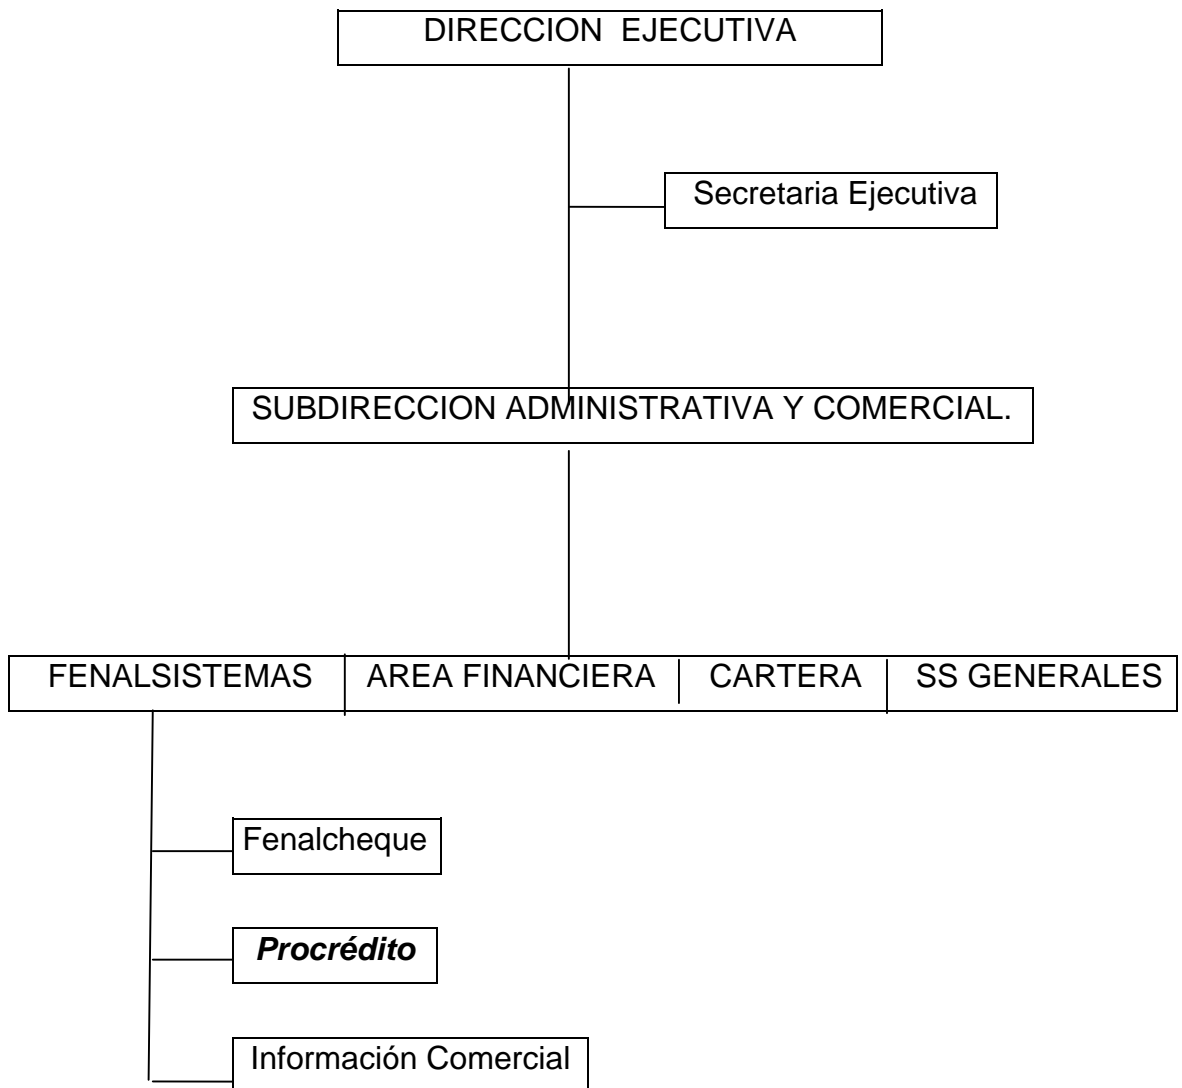 DIRECCION EJECUTIVA
Secretaria Ejecutiva
SUBDIRECCION ADMINISTRATIVA Y COMERCIAL.
FENALSISTEMAS AREA FINANCIERA CARTERA SS GENERALES
Fenalcheque
Procrédito
Información Comercial